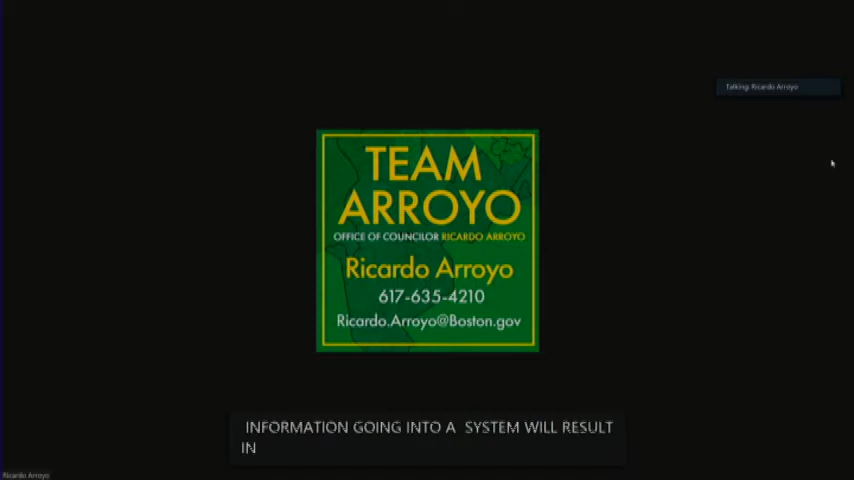 Talking: Ricardo Arroyo
TEAM
ARROYO
OFFICE OF COUNCILOR RICARDO ARROYO
Ricardo Arroyo
617-635-4210
Ricardo.Arroyo@Boston.gov
INFORMATION GOING INTO A SYSTEM WILL RESULT
IN
Ricardo Arroyo